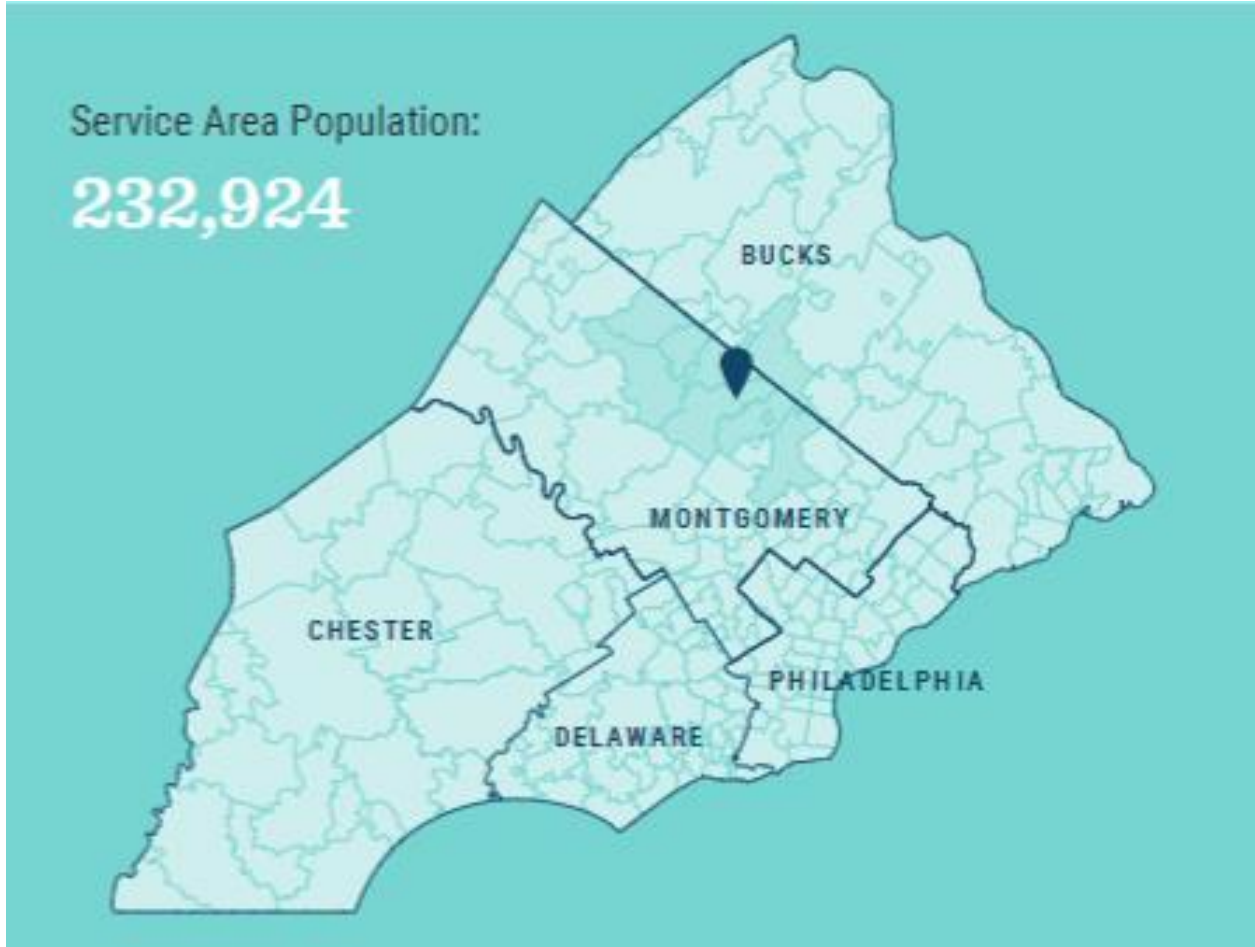 Service Area Population:
232,924
BUCKS
MONTGOMERY
CHESTER
PHILADELPHIA
DELAWARE